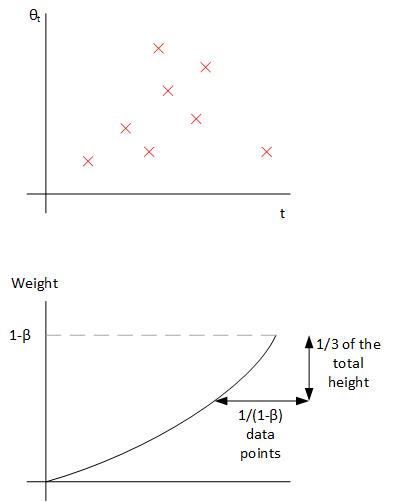 θt
t
Weight
1-β
1/3 of the
total
height
1/(1-β)
data
points